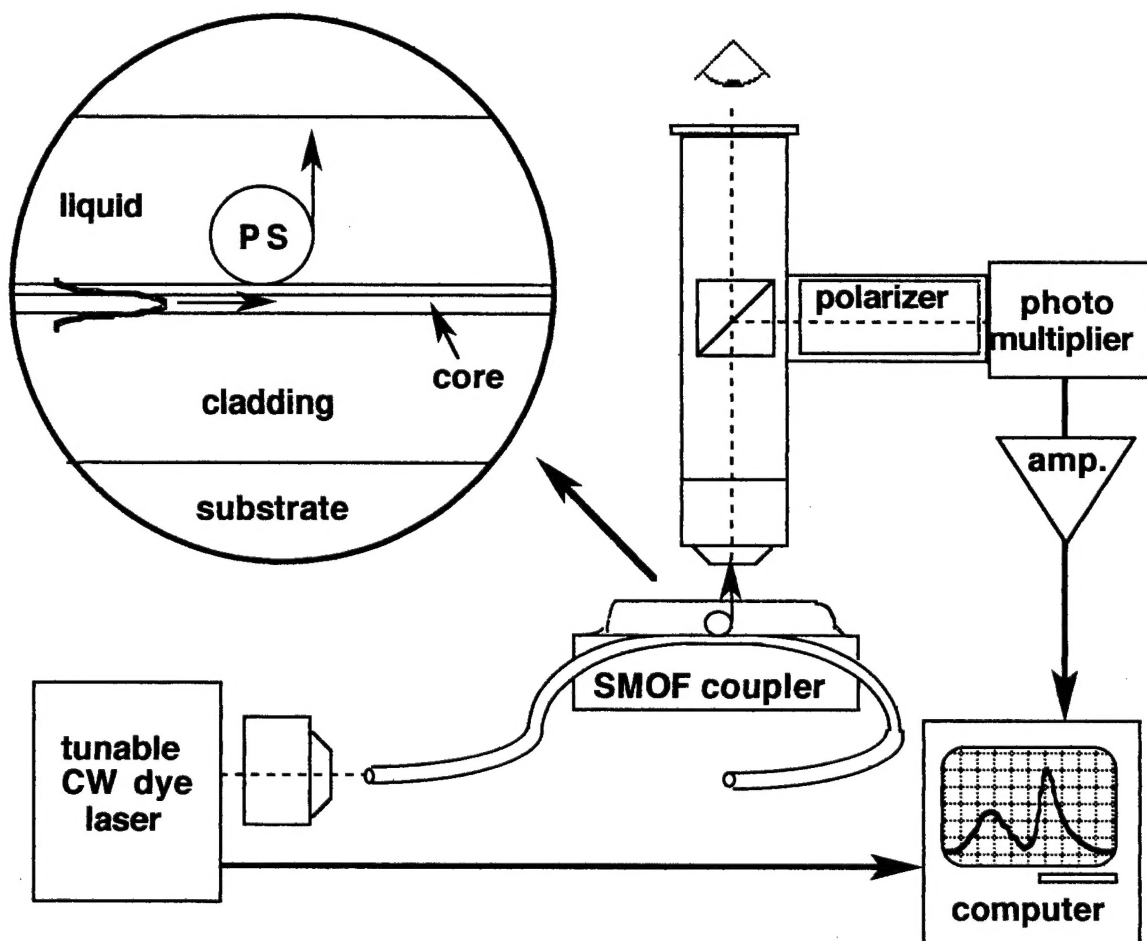 liquid
PS
core
cladding
substrate
polarizer
photo
multiplier
amp.
SMOF coupler
tunable
CW dye
laser
computer